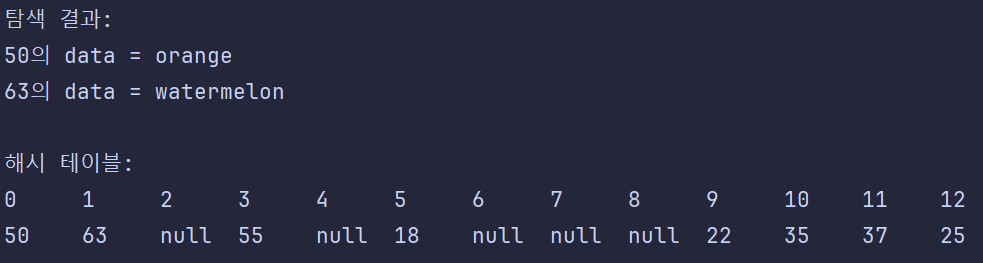 탐색 결과:
50의 data = orange
63의 data = watermelon
해시 테이블:
0 1 2 3 4 5 6 7 8 9 10 11 12
50 63 null 55 null 18 null null null 22 35 37 25